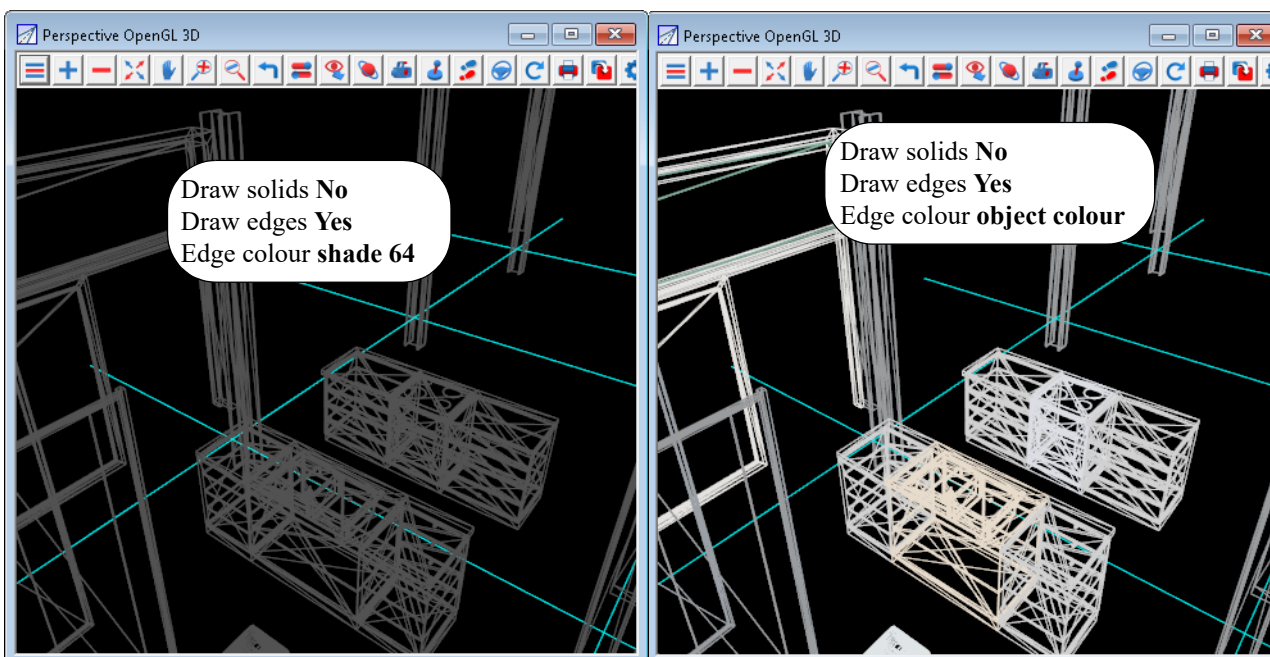 Perspective OpenGL 3D
Draw solids No
Draw edges Yes
Edge colour shade 64
Perspective OpenGL 3D
Draw solids No
Draw edges Yes
Edge colour object colour